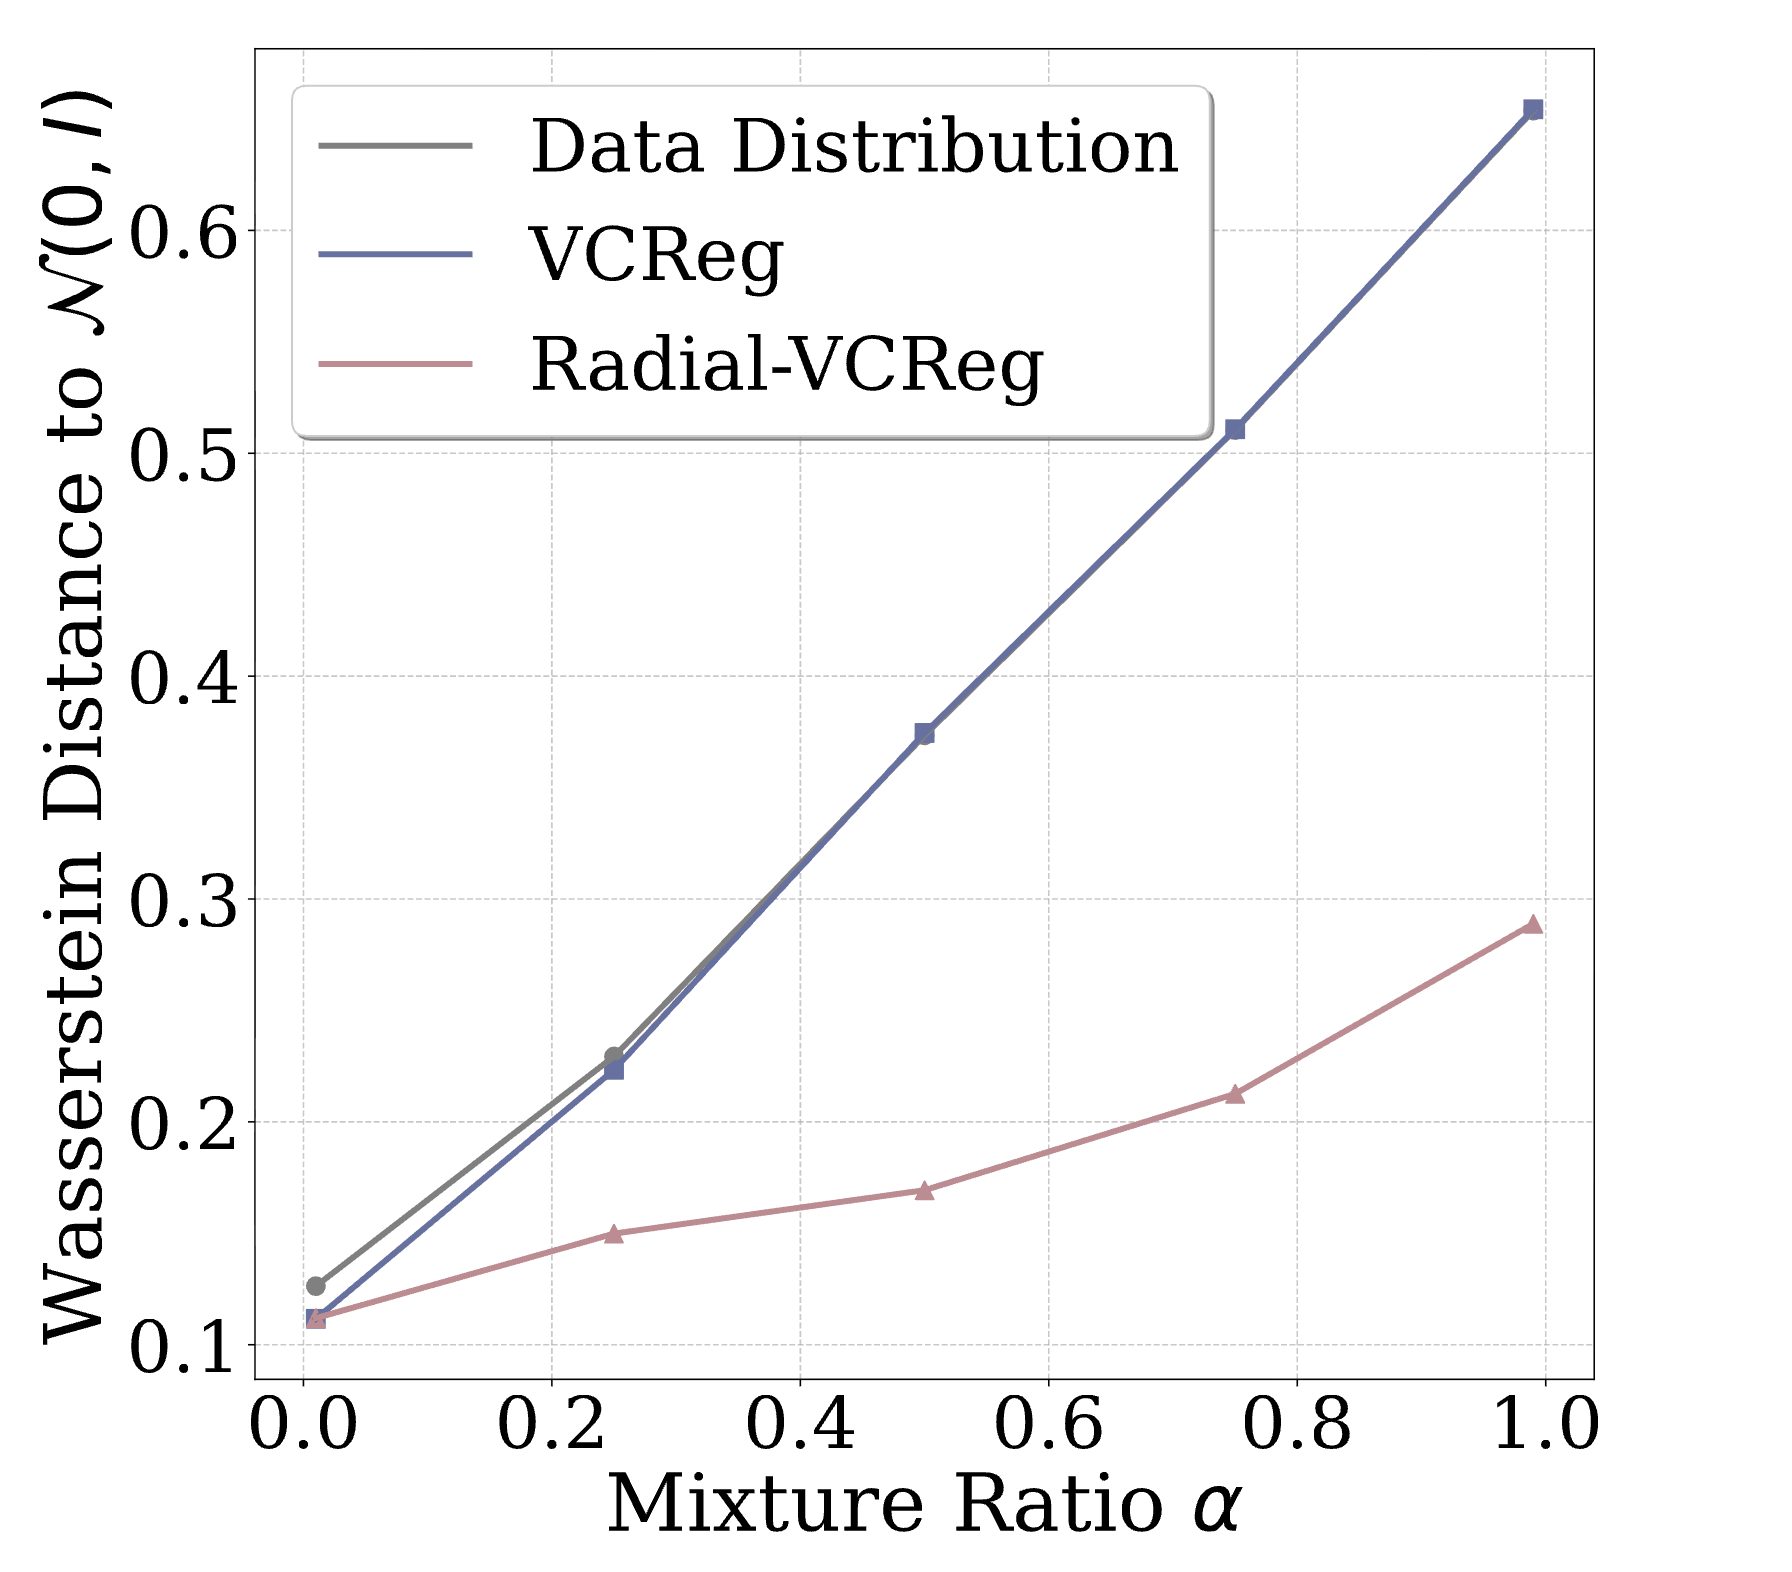 Wasserstein Distance to 𝒩(0, I)
0.6
0.5
0.4
0.3
0.2
0.1
Data Distribution
VCReg
Radial-VCReg
0.0 0.2 0.4 0.6 0.8 1.0
Mixture Ratio α